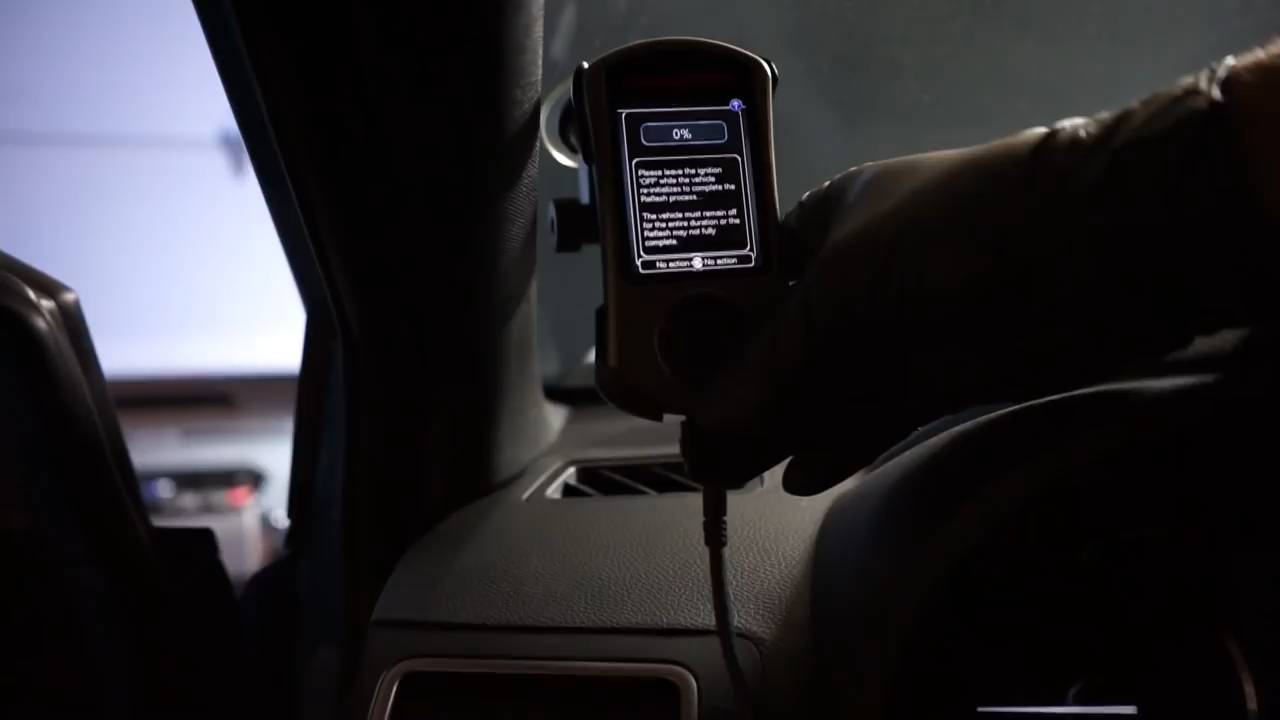 0%
Please leave the ignition
"OFF" while the vehicle
re-initializes to complete the
Reflash process...
The vehicle must remain off
for the entire duration or the
Reflash may not fully
complete.
No action
No action